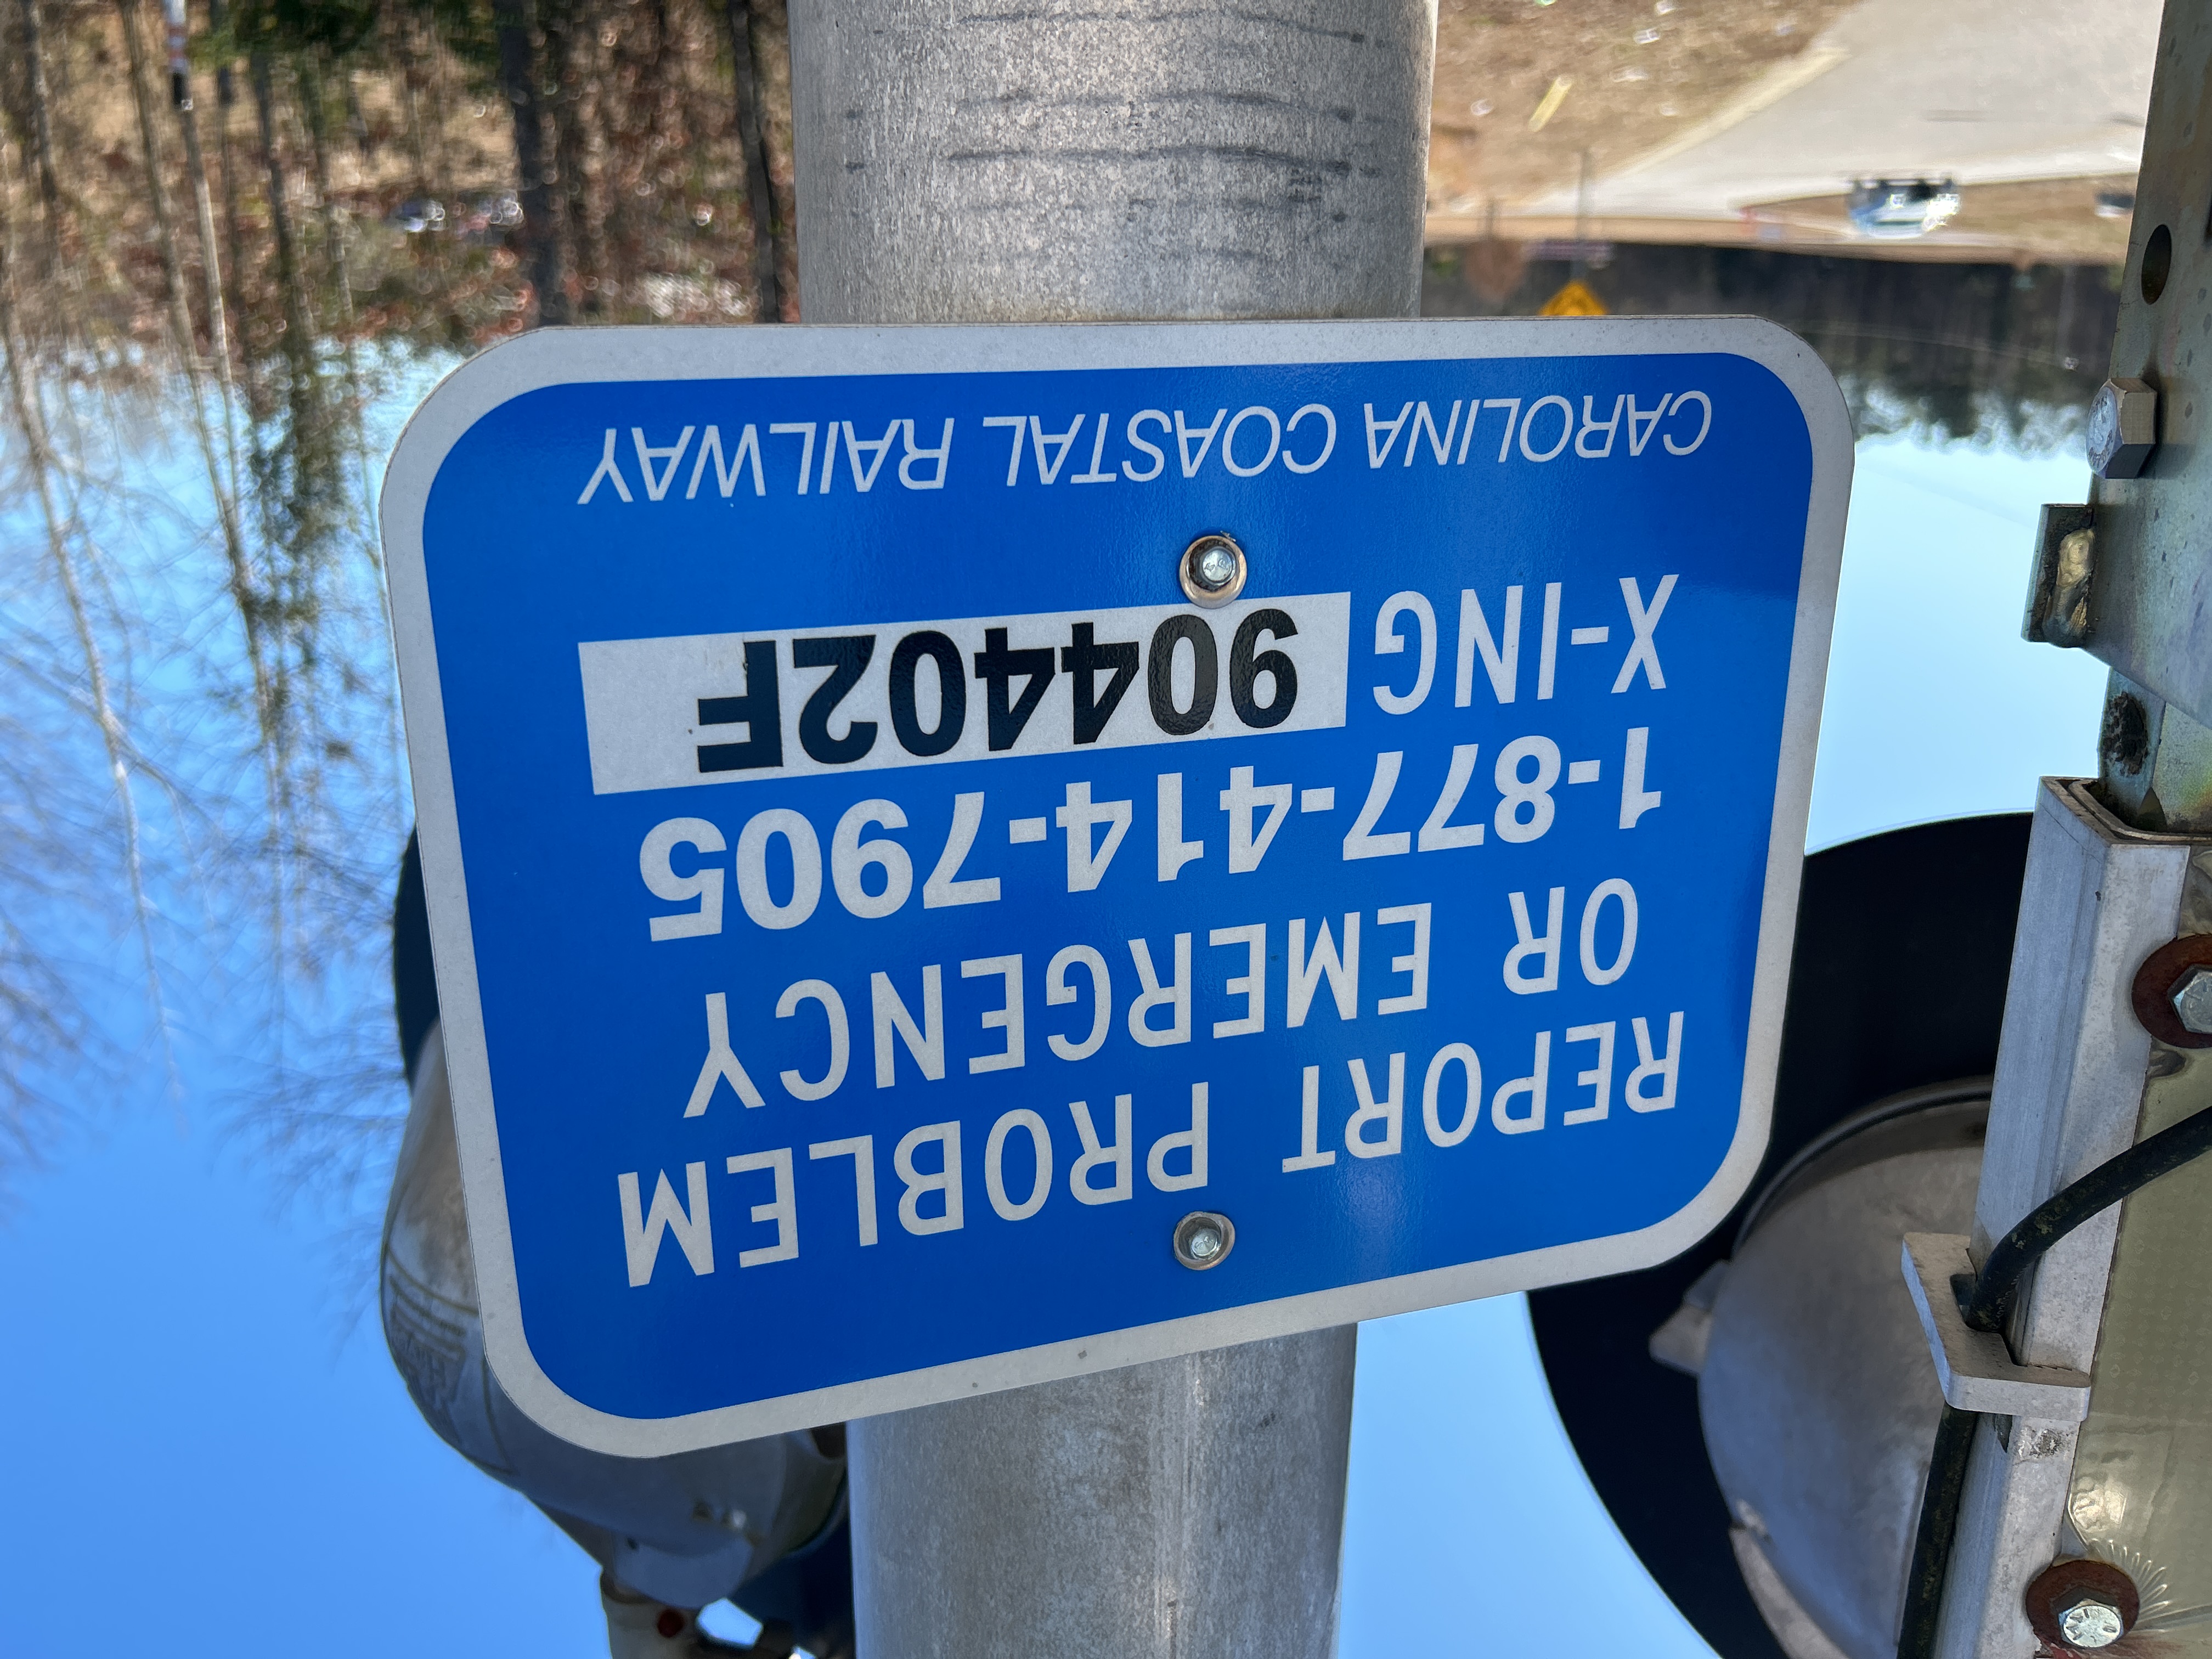 REPORT PROBLEM
OR EMERGENCY
1-877-414-7905
X-ING 904402F
CAROLINA COASTAL RAILWAY